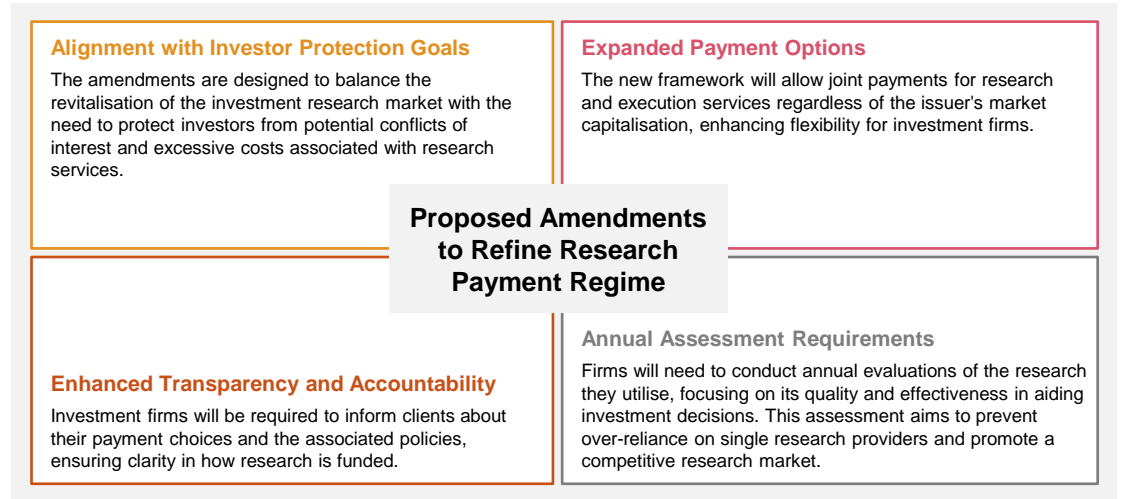 Alignment with Investor Protection Goals
The amendments are designed to balance the
revitalisation of the investment research market with the
need to protect investors from potential conflicts of
interest and excessive costs associated with research
services.
Expanded Payment Options
The new framework will allow joint payments for research
and execution services regardless of the issuer's market
capitalisation, enhancing flexibility for investment firms.
Proposed Amendments
to Refine Research
Payment Regime
Enhanced Transparency and Accountability
Investment firms will be required to inform clients about
their payment choices and the associated policies,
ensuring clarity in how research is funded.
Annual Assessment Requirements
Firms will need to conduct annual evaluations of the research
they utilise, focusing on its quality and effectiveness in aiding
investment decisions. This assessment aims to prevent
over-reliance on single research providers and promote a
competitive research market.